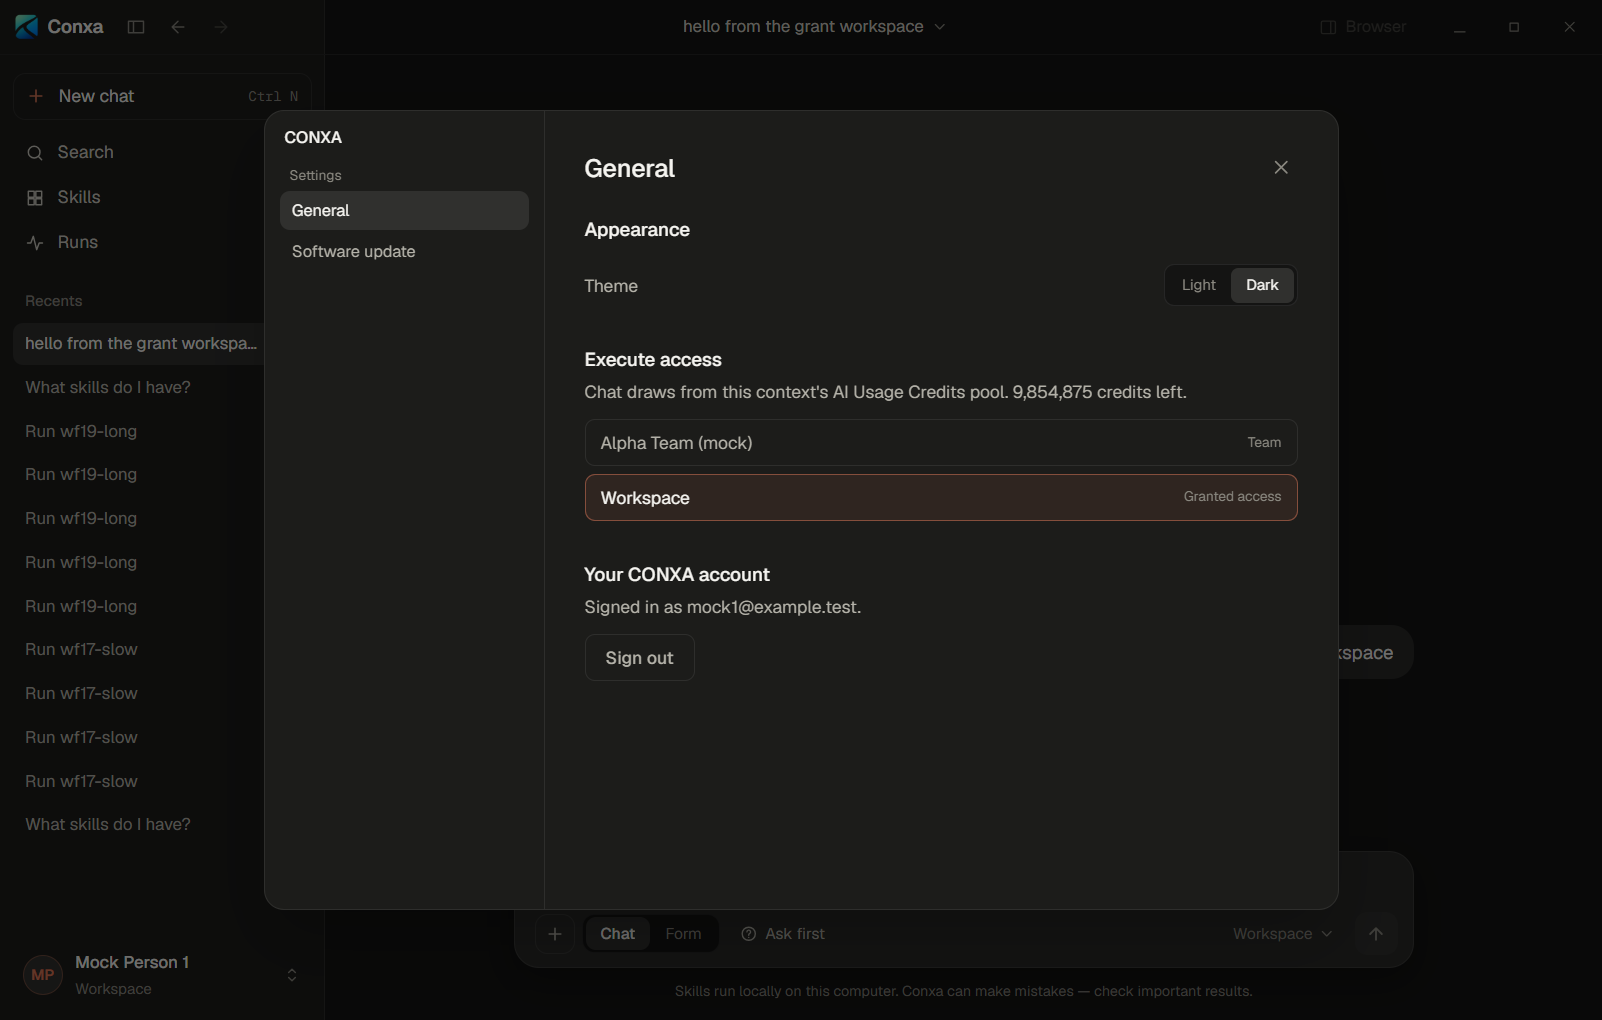 Conxa
hello from the grant workspace
Browser
New chat
Ctrl N
Search
Skills
Runs
Recents
hello from the grant workspa...
What skills do I have?
Run wf19-long
Run wf19-long
Run wf19-long
Run wf19-long
Run wf19-long
Run wf17-slow
Run wf17-slow
Run wf17-slow
Run wf17-slow
What skills do I have?
MP
Mock Person 1
Workspace
CONXA
Settings
General
Software update
General
Appearance
Theme
Light
Dark
Execute access
Chat draws from this context's AI Usage Credits pool. 9,854,875 credits left.
Alpha Team (mock)
Team
Workspace
Granted access
Your CONXA account
Signed in as mock1@example.test.
Sign out
Chat
Form
Ask first
Workspace
Skills run locally on this computer. Conxa can make mistakes — check important results.